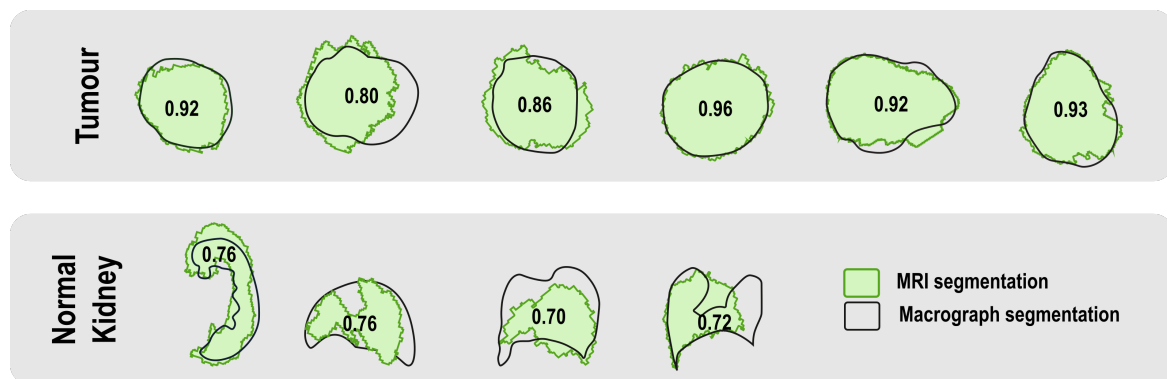 Tumour
0.92
0.80
0.86
0.96
0.92
0.93
Normal
Kidney
0.76
0.76
0.70
0.72
MRI segmentation
Macrograph segmentation